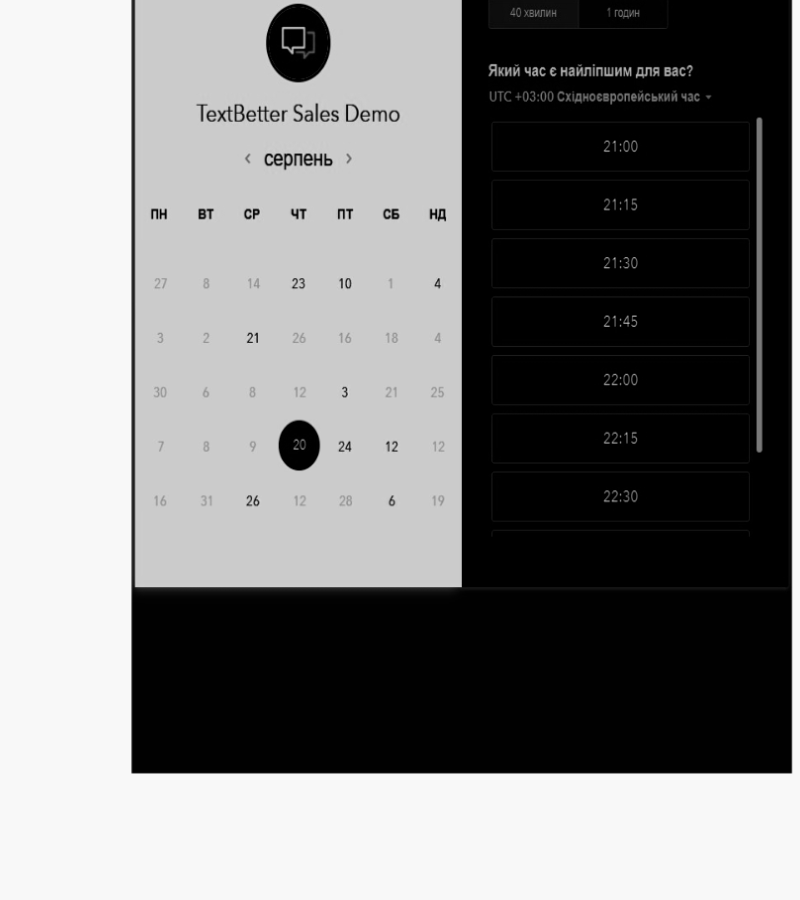 TextBetter Sales Demo
серпень
ПН ВТ СР ЧТ ПТ СБ НД
27 8 14 23 10 1 4
3 2 21 26 16 18 4
30 6 8 12 3 21 25
7 8 9 20 24 12 12
16 31 26 12 28 6 19
40 хвилин 1 годин
Який час є найліпшим для вас?
UTC +03:00 Східноєвропейський час
21:00
21:15
21:30
21:45
22:00
22:15
22:30